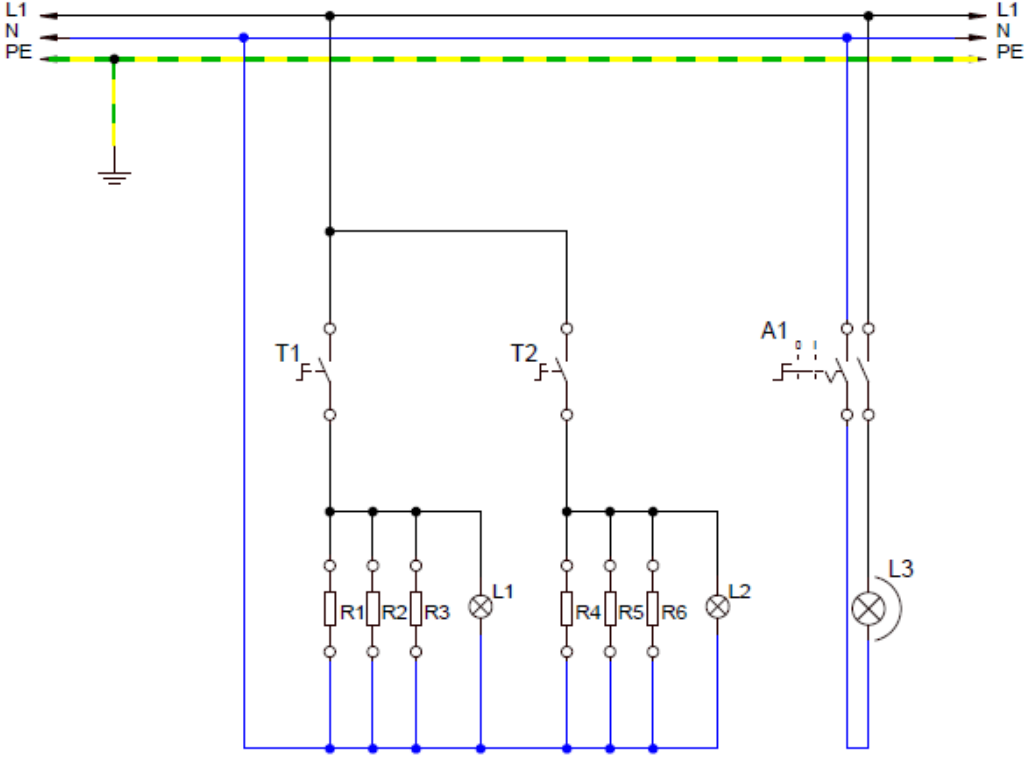 L1 L1
N N
PE PE
A1
T1 T2
L3
L1 L2
R1 R2 R3 R4 R5 R6